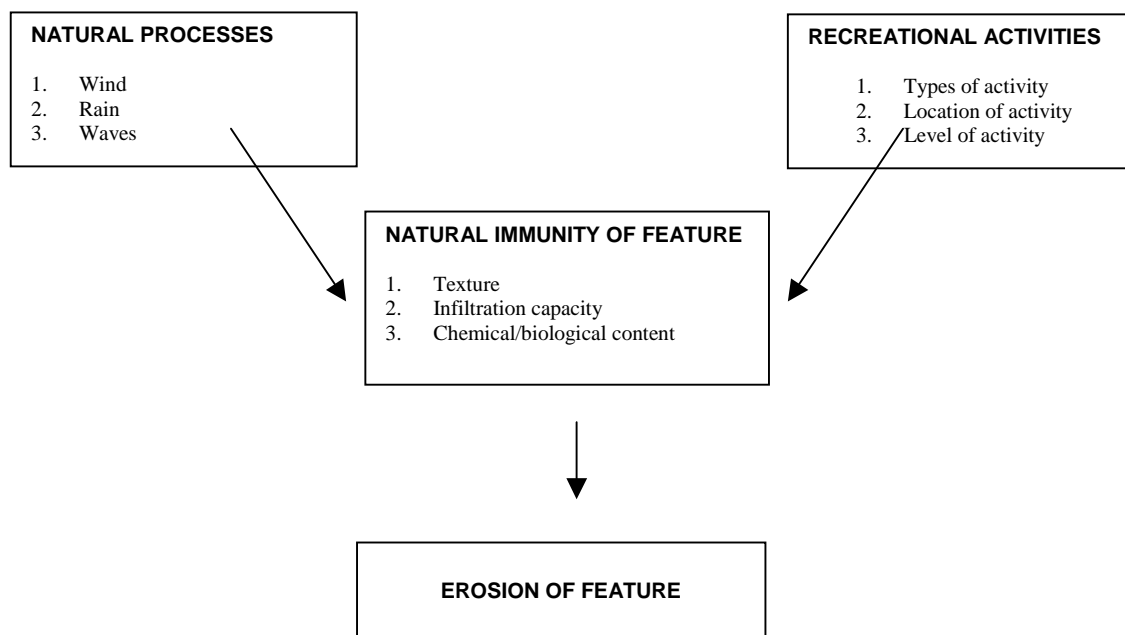 NATURAL PROCESSES
1. Wind
2. Rain
3. Waves
RECREATIONAL ACTIVITIES
1. Types of activity
2. Location of activity
3. Level of activity
NATURAL IMMUNITY OF FEATURE
1. Texture
2. Infiltration capacity
3. Chemical/biological content
EROSION OF FEATURE